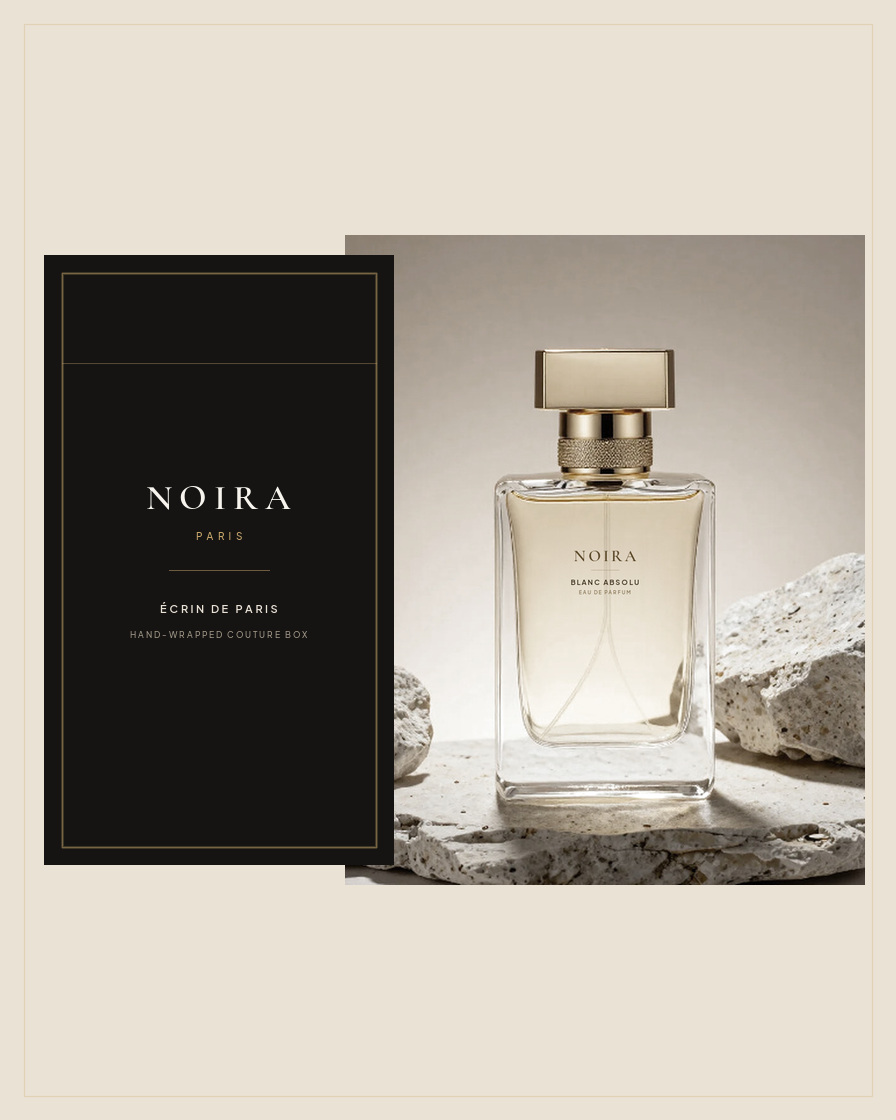 NOIRA
PARIS
ÉCRIN DE PARIS
HAND-WRAPPED COUTURE BOX
NOIRA
BLANC ABSOLU
EAU DE PARFUM